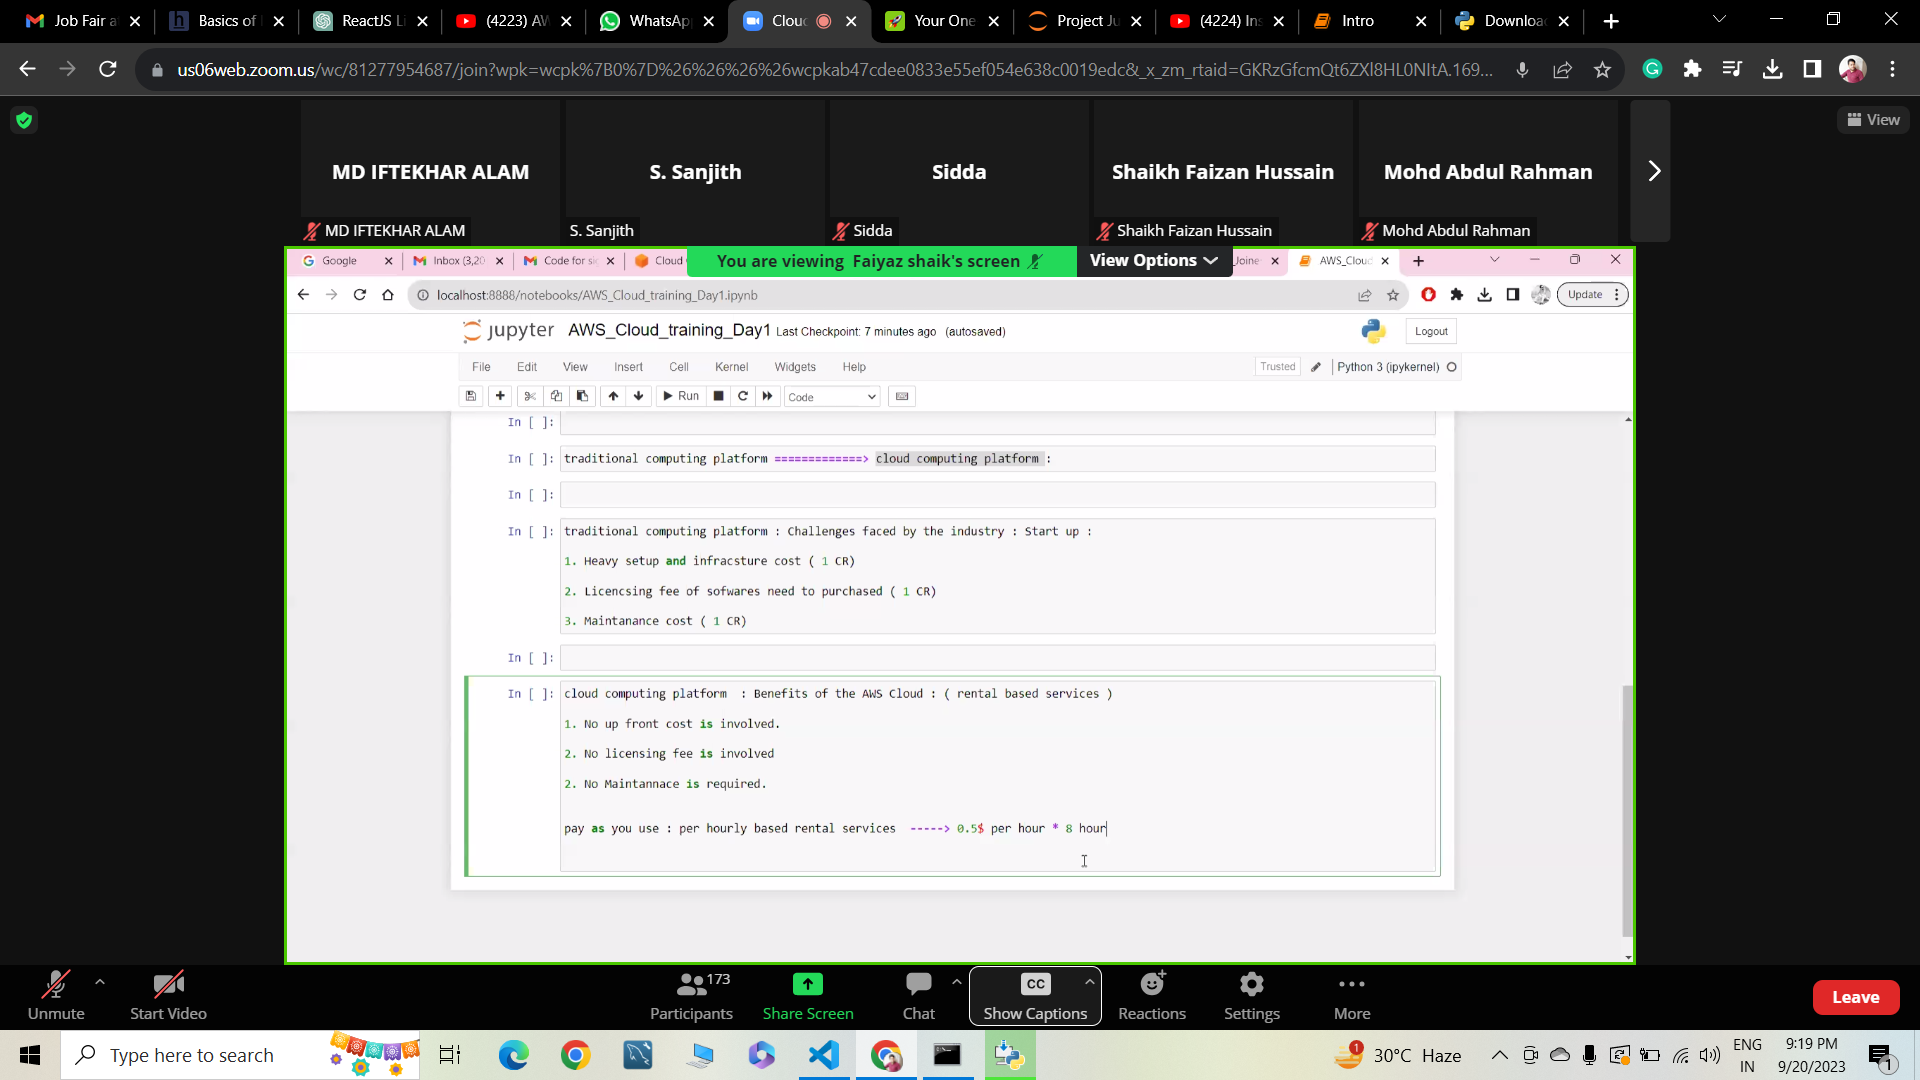 Job Fair a
Basics of
ReactJS Li
(4223) AW
WhatsApp
Clou
Your One
Project Ju
(4224) Ins
Intro
Downloa
us06web.zoom.us/wc/81277954687/join?wpk=wcpk%7B0%7D%26%26%26%26wcpkab47cdee0833e55ef054e638c0019edc&_x_zm_rtaid=GKRzGfcmQt6ZXl8HL0NItA.169...
View
MD IFTEKHAR ALAM
S. Sanjith
Sidda
Shaikh Faizan Hussain
Mohd Abdul Rahman
MD IFTEKHAR ALAM
S. Sanjith
Sidda
Shaikh Faizan Hussain
Mohd Abdul Rahman
Google
Inbox (3,20
Code for si
Cloud
You are viewing Faiyaz shaik's screen
View Options
Joine
AWS_Cloud
localhost:8888/notebooks/AWS_Cloud_training_Day1.ipynb
Update
jupyter AWS_Cloud_training_Day1 Last Checkpoint: 7 minutes ago (autosaved)
Logout
File Edit View Insert Cell Kernel Widgets Help
Trusted
Python 3 (ipykernel)
Run
Code
In [ ]:
In [ ]: traditional computing platform =============> cloud computing platform :
In [ ]:
In [ ]: traditional computing platform : Challenges faced by the industry : Start up :
1. Heavy setup and infracsture cost ( 1 CR)
2. Licencsing fee of sofwares need to purchased ( 1 CR)
3. Maintanance cost ( 1 CR)
In [ ]:
In [ ]: cloud computing platform : Benefits of the AWS Cloud : ( rental based services )
1. No up front cost is involved.
2. No licensing fee is involved
2. No Maintannace is required.
pay as you use : per hourly based rental services -----> 0.5$ per hour * 8 hour
Unmute
Start Video
173
Participants
Share Screen
Chat
CC
Show Captions
Reactions
Settings
More
Leave
Type here to search
1
30°C Haze
ENG
IN
9:19 PM
9/20/2023
1